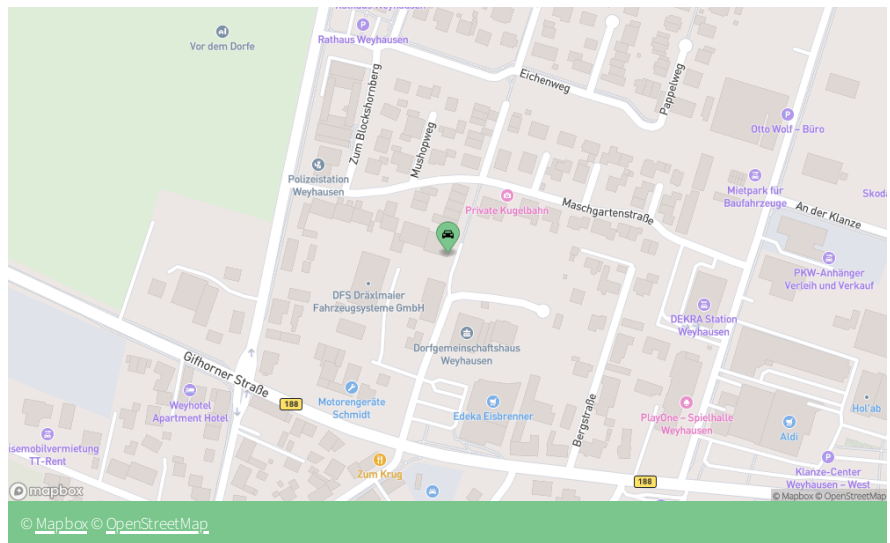 Rathaus Weyhausen
Vor dem Dorfe
Rathaus Weyhausen
Eichenweg
Pappelweg
Zum Blockshornberg
Mushopweg
Otto Wolf – Büro
Polizeistation
Weyhausen
Mietpark für
Baufahrzeuge
Skoda
Private Kugelbahn
Maschgartenstraße
An der Klanze
PKW-Anhänger
Verleih und Verkauf
DFS Dräxlmaier
Fahrzeugsysteme GmbH
DEKRA Station
Weyhausen
Dorfgemeinschaftshaus
Weyhausen
Gifhorner Straße
188
Weyhotel
Apartment Hotel
Motorengeräte
Schmidt
Edeka Eisbrenner
Bergstraße
PlayOne – Spielhalle
Weyhausen
Hol'ab
Aldi
isemobilvermietung
TT-Rent
Zum Krug
188
Klanze-Center
Weyhausen – West
mapbox
© Mapbox © OpenStreetMap
© Mapbox © OpenStreetMap